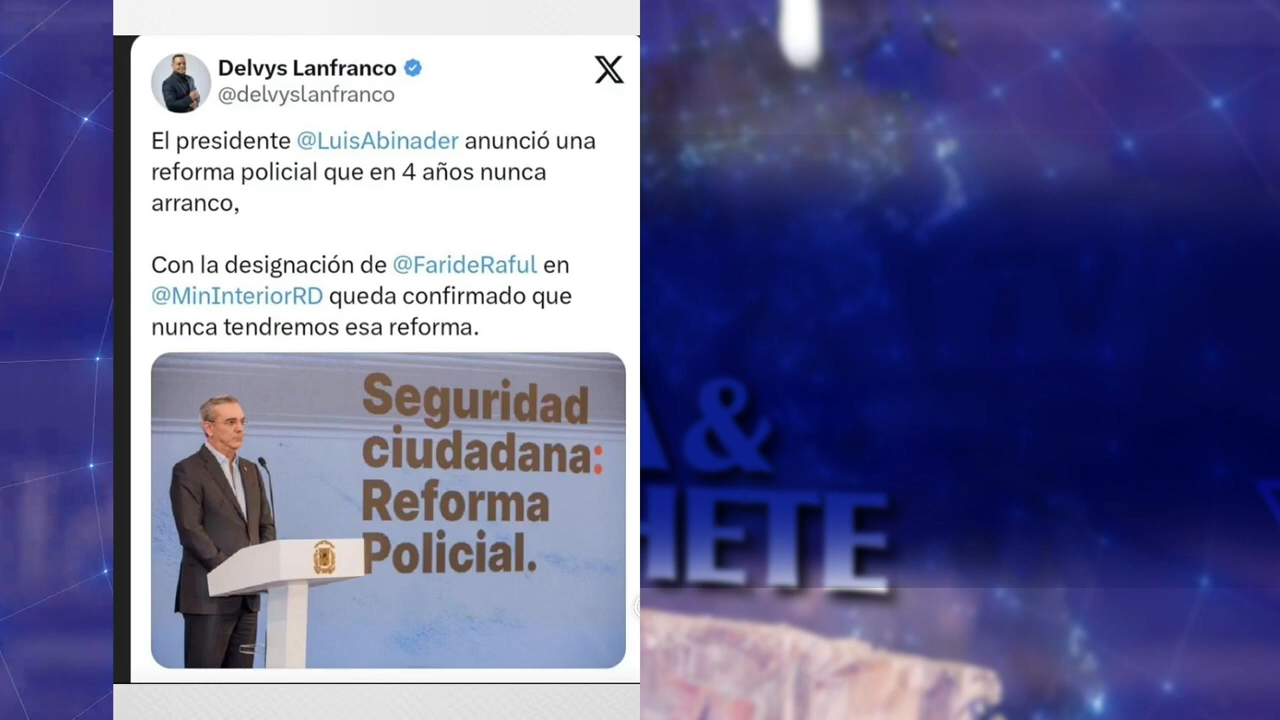 Delvys Lanfranco
@delvyslanfranco
El presidente @LuisAbinader anunció una
reforma policial que en 4 años nunca
arranco,
Con la designación de @FarideRaful en
@MinInteriorRD queda confirmado que
nunca tendremos esa reforma.
Seguridad
ciudadana:
Reforma
Policial.
&
HETE